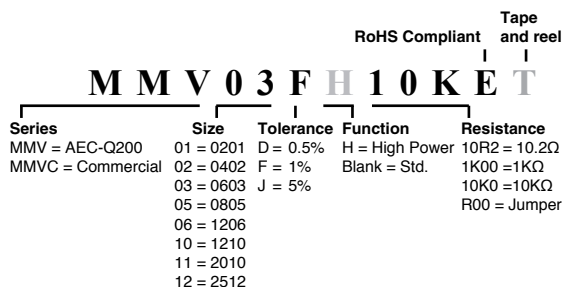 Tape
RoHS Compliant and reel
M M V 0 3 F H 1 0 K E T
Series Size Tolerance Function Resistance
MMV = AEC-Q200 01 = 0201 D = 0.5% H = High Power 10R2 = 10.2Ω
MMVC = Commercial 02 = 0402 F = 1% Blank = Std. 1K00 =1KΩ
03 = 0603 J = 5% 10K0 =10KΩ
05 = 0805 R00 = Jumper
06 = 1206
10 = 1210
11 = 2010
12 = 2512